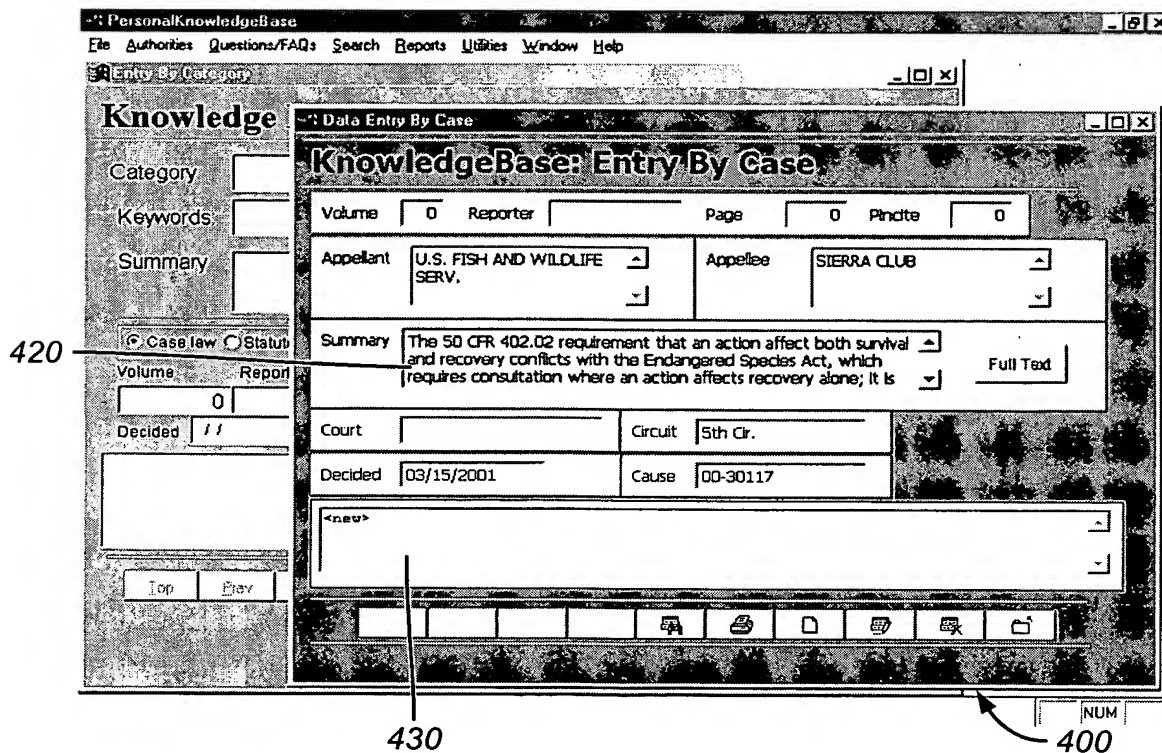 PersonalKnowledgeBase
File Authorities Questions/FAQs Search Reports Utilities Window Help
Entry By Category
Knowledge
Data Entry By Case
KnowledgeBase: Entry By Case
Category
Keywords
Summary
Case law Statut
Volume Report
0
Decided / /
Top Prev
Volume 0 Reporter Page 0 Pincite 0
Appellant U.S. FISH AND WILDLIFE SERV. Appellee SIERRA CLUB
Summary The 50 CFR 402.02 requirement that an action affect both survival
and recovery conflicts with the Endangered Species Act, which
requires consultation where an action affects recovery alone; it is
Full Text
Court Circuit 5th Cir.
Decided 03/15/2001 Cause 00-30117
<new>
NUM
420
430
400